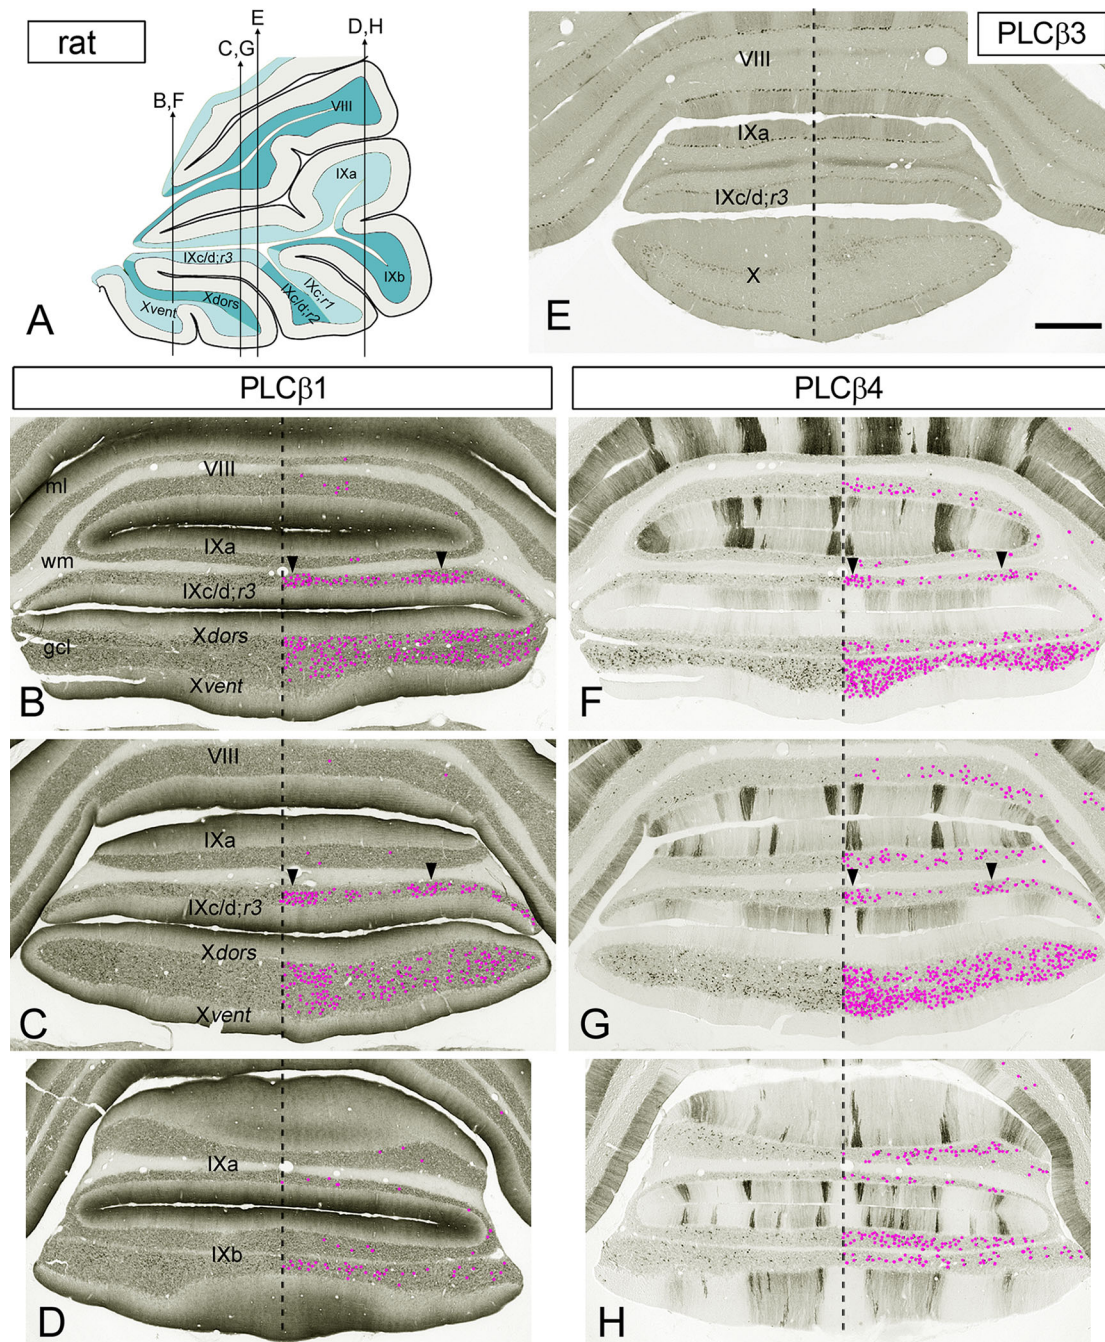 rat
B,F
C,G
E
D,H
VIII
IXa
IXc/d;r3
IXb
IXc;r1
IXc/d;r2
Xdors
Xvent
A
PLCβ3
VIII
IXa
IXc/d;r3
X
E
PLCβ1
PLCβ4
VIII
ml
IXa
wm
IXc/d;r3
Xdors
gcl
Xvent
B
F
VIII
IXa
IXc/d;r3
Xdors
Xvent
C
G
IXa
IXb
D
H